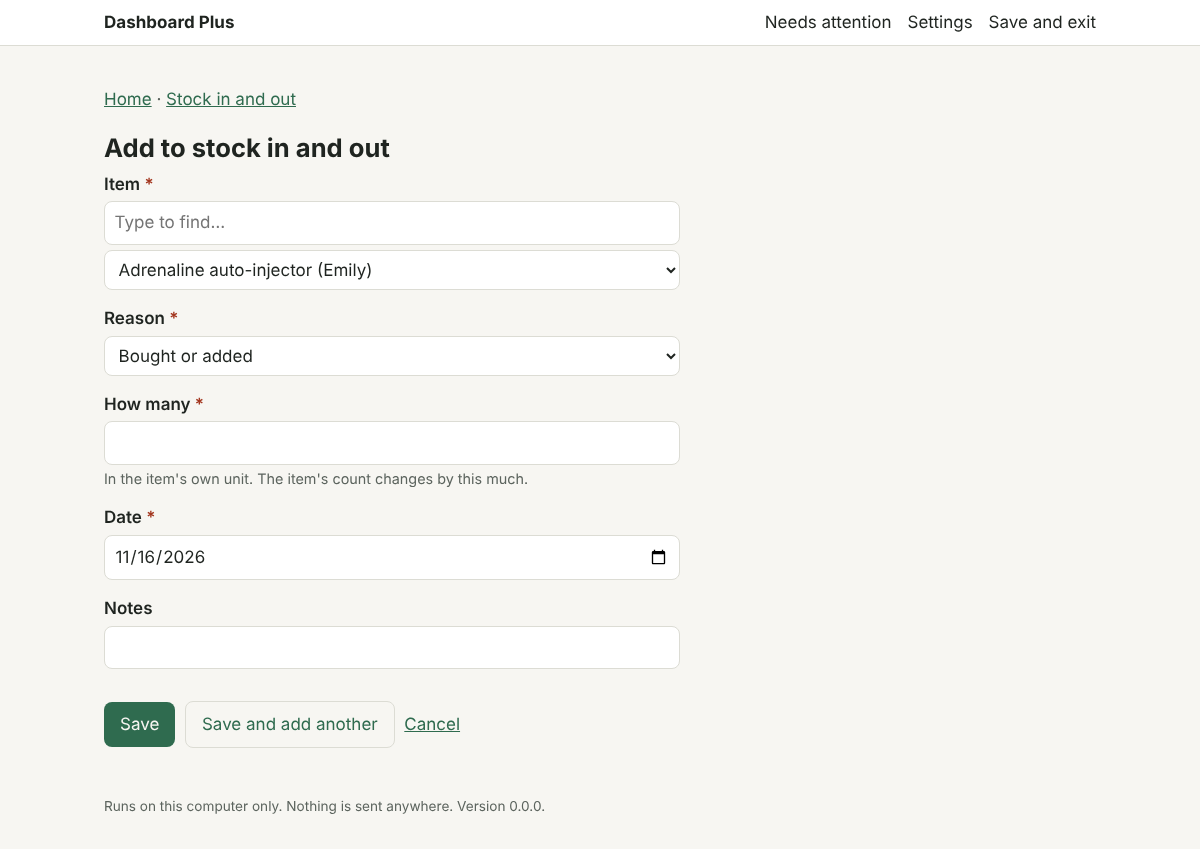 Dashboard Plus
Needs attention Settings Save and exit
Home · Stock in and out
Add to stock in and out
Item *
Type to find...
Adrenaline auto-injector (Emily)
Reason *
Bought or added
How many *
In the item's own unit. The item's count changes by this much.
Date *
11/16/2026
Notes
Save Save and add another Cancel
Runs on this computer only. Nothing is sent anywhere. Version 0.0.0.